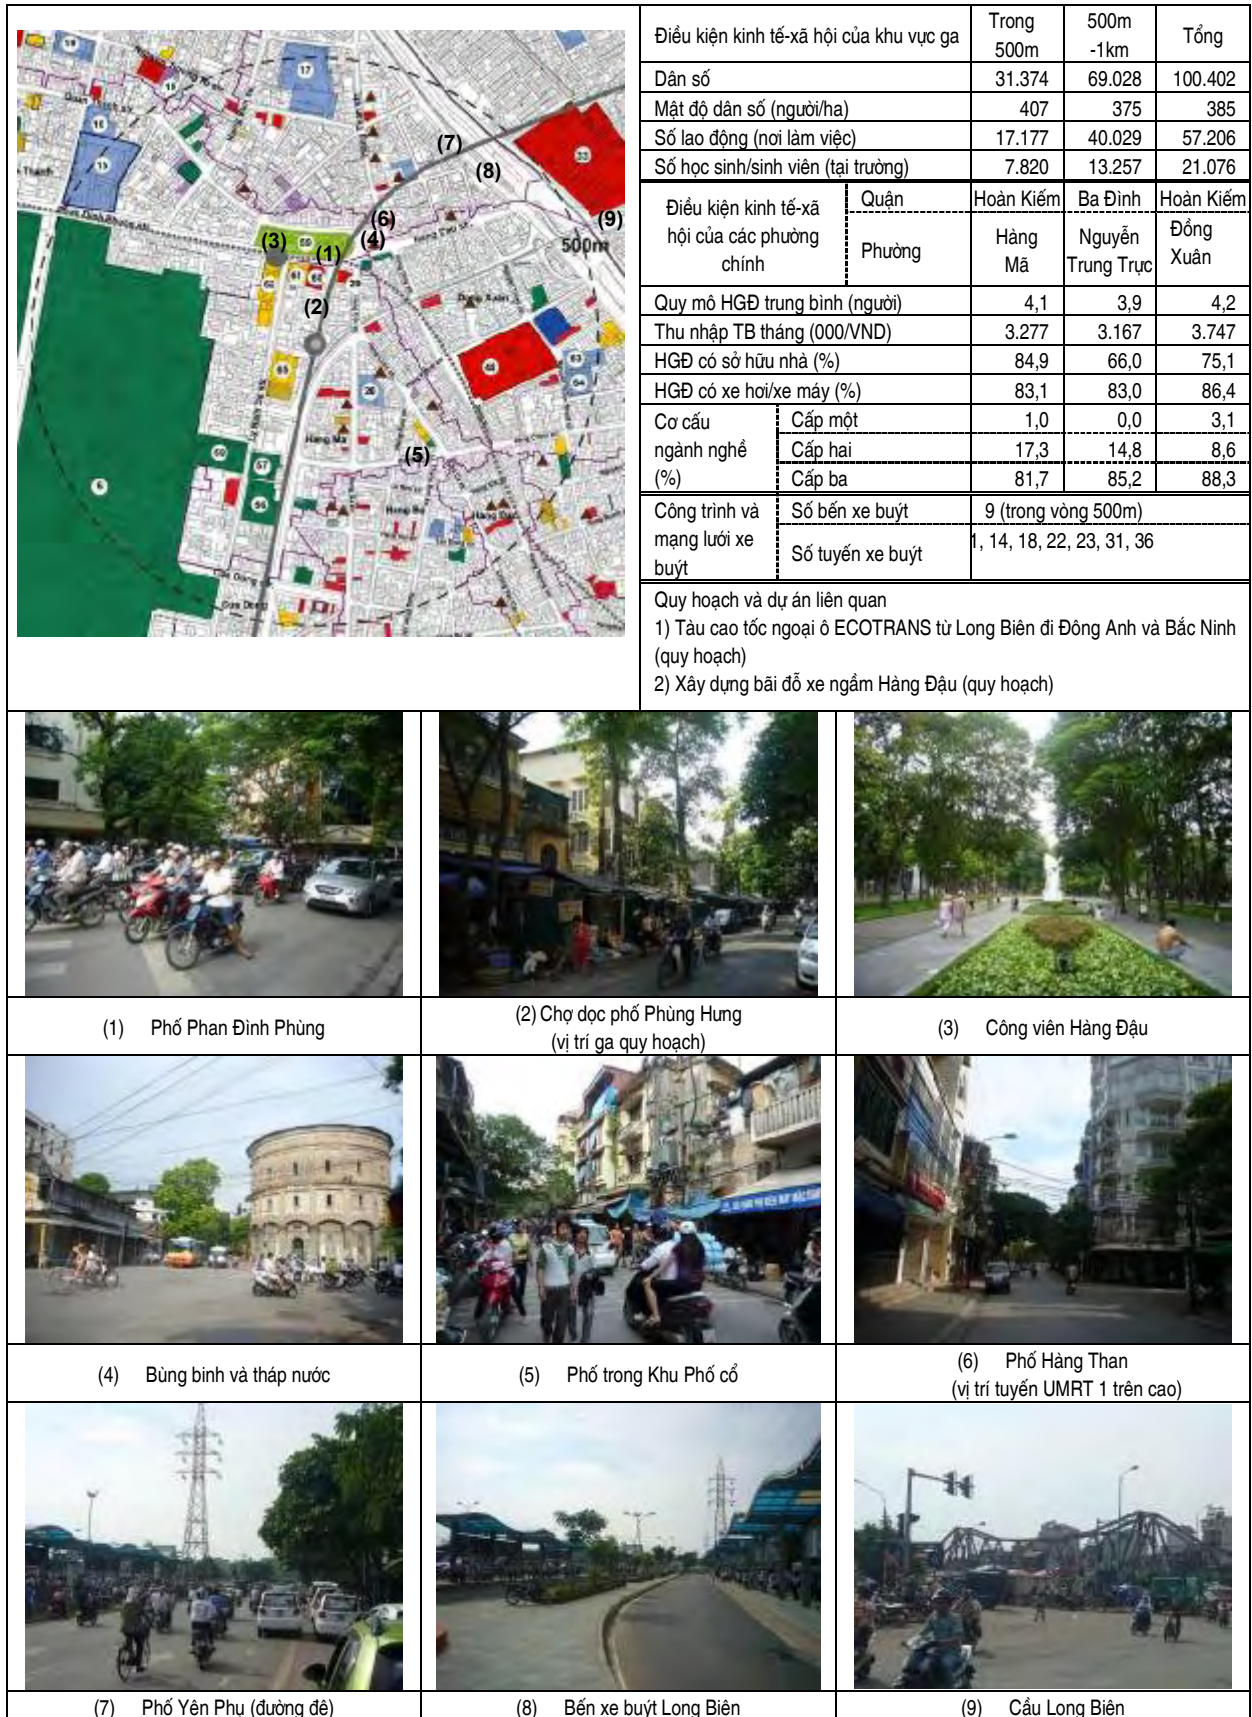 Điều kiện kinh tế-xã hội của khu vực ga
Trong 500m
500m -1km
Tổng
Dân số 31.374 69.028 100.402
Mật độ dân số (người/ha) 407 375 385
Số lao động (nơi làm việc) 17.177 40.029 57.206
Số học sinh/sinh viên (tại trường) 7.820 13.257 21.076
Điều kiện kinh tế-xã hội của các phường chính
Quận Hoàn Kiếm Ba Đình Hoàn Kiếm
Phường Hàng Mã Nguyễn Trung Trực Đồng Xuân
Quy mô HGĐ trung bình (người) 4,1 3,9 4,2
Thu nhập TB tháng (000/VND) 3.277 3.167 3.747
HGĐ có sở hữu nhà (%) 84,9 66,0 75,1
HGĐ có xe hơi/xe máy (%) 83,1 83,0 86,4
Cơ cấu ngành nghề (%)
Cấp một 1,0 0,0 3,1
Cấp hai 17,3 14,8 8,6
Cấp ba 81,7 85,2 88,3
Công trình và mạng lưới xe buýt
Số bến xe buýt 9 (trong vòng 500m)
Số tuyến xe buýt 1, 14, 18, 22, 23, 31, 36
Quy hoạch và dự án liên quan
1) Tàu cao tốc ngoại ô ECOTRANS từ Long Biên đi Đông Anh và Bắc Ninh
(quy hoạch)
2) Xây dựng bãi đỗ xe ngầm Hàng Đậu (quy hoạch)
17
33
(7)
(8)
(9)
500m
(6)
(4)
(3)
59
(1)
(2)
65
48
63
64
26
Hang Ma
(5)
57
56
6
Cua Dong
(1) Phố Phan Đình Phùng
(2) Chợ dọc phố Phùng Hưng
(vị trí ga quy hoạch)
(3) Công viên Hàng Đậu
(4) Bùng binh và tháp nước
(5) Phố trong Khu Phố cổ
(6) Phố Hàng Than
(vị trí tuyến UMRT 1 trên cao)
(7) Phố Yên Phụ (đường đê)
(8) Bến xe buýt Long Biên
(9) Cầu Long Biên